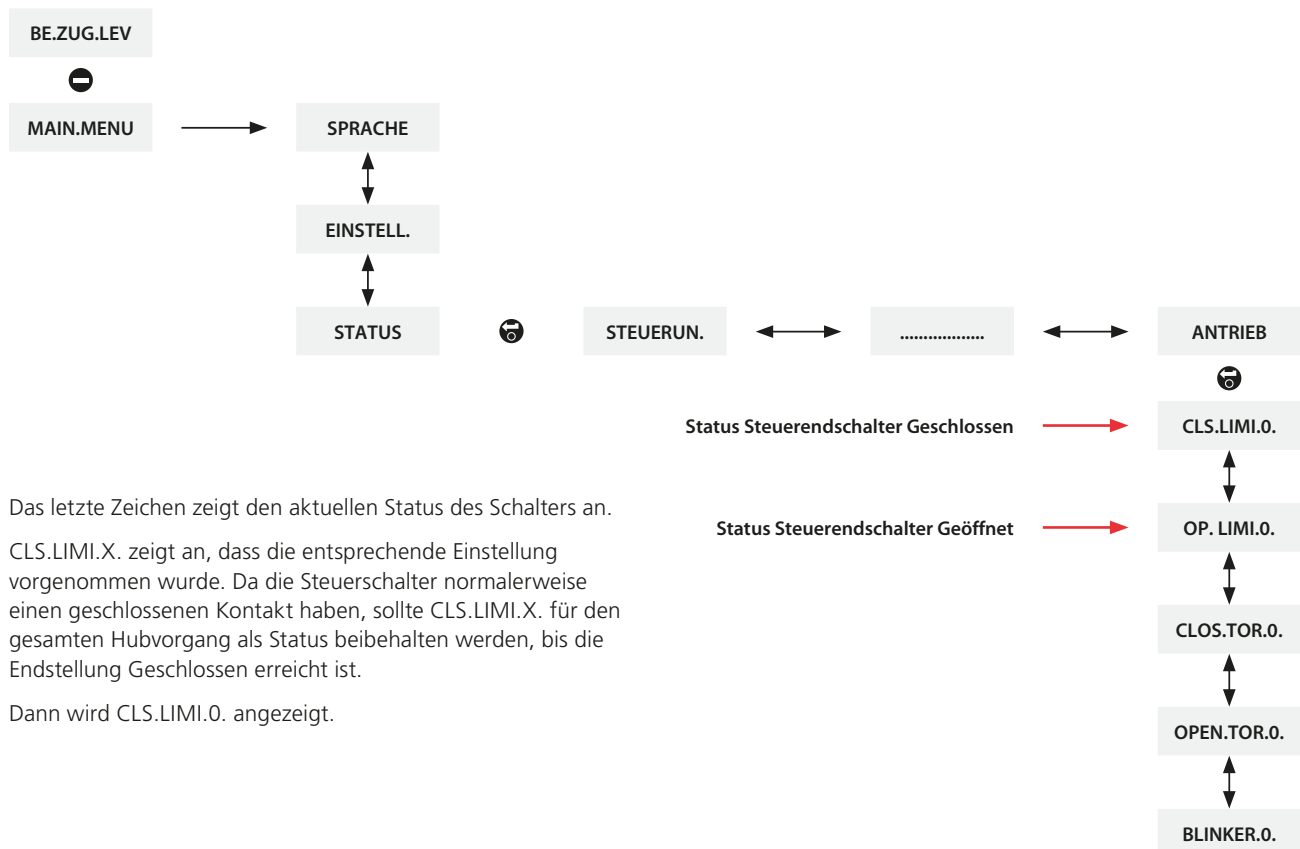 BE.ZUG.LEV
MAIN.MENU
SPRACHE
EINSTELL.
STATUS
STEUERUN.
..................
ANTRIEB
Status Steuerendschalter Geschlossen
CLS.LIMI.0.
Das letzte Zeichen zeigt den aktuellen Status des Schalters an.
Status Steuerendschalter Geöffnet
OP. LIMI.0.
CLS.LIMI.X. zeigt an, dass die entsprechende Einstellung
vorgenommen wurde. Da die Steuerschalter normalerweise
einen geschlossenen Kontakt haben, sollte CLS.LIMI.X. für den
gesamten Hubvorgang als Status beibehalten werden, bis die
Endstellung Geschlossen erreicht ist.
Dann wird CLS.LIMI.0. angezeigt.
CLOS.TOR.0.
OPEN.TOR.0.
BLINKER.0.